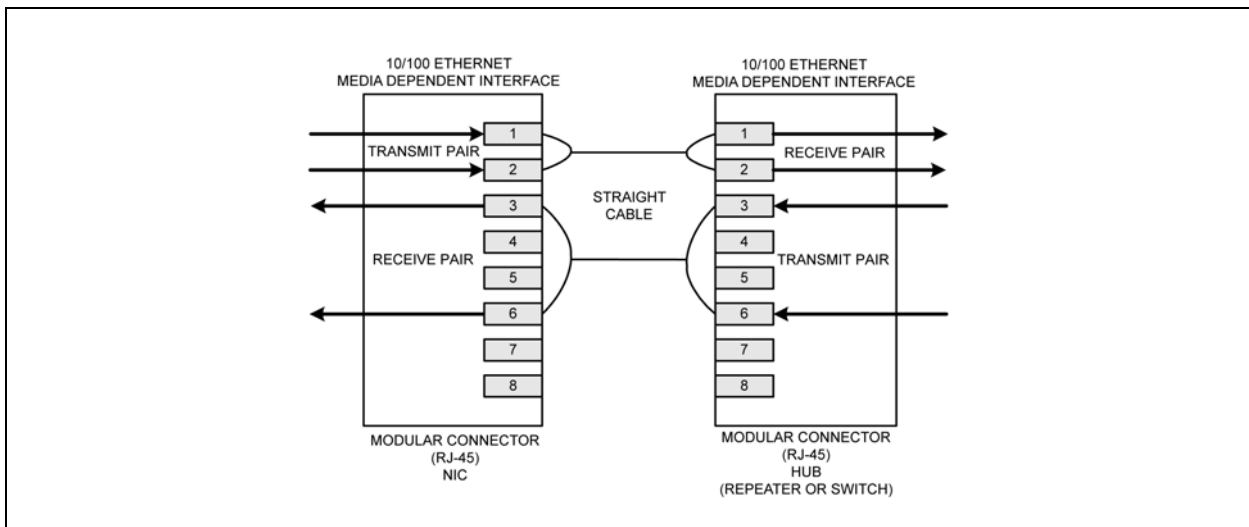 10/100 ETHERNET
MEDIA DEPENDENT INTERFACE
1
TRANSMIT PAIR
2
3
4
RECEIVE PAIR
5
6
7
8
MODULAR CONNECTOR
(RJ-45)
NIC
STRAIGHT
CABLE
10/100 ETHERNET
MEDIA DEPENDENT INTERFACE
1
RECEIVE PAIR
2
3
4
TRANSMIT PAIR
5
6
7
8
MODULAR CONNECTOR
(RJ-45)
HUB
(REPEATER OR SWITCH)